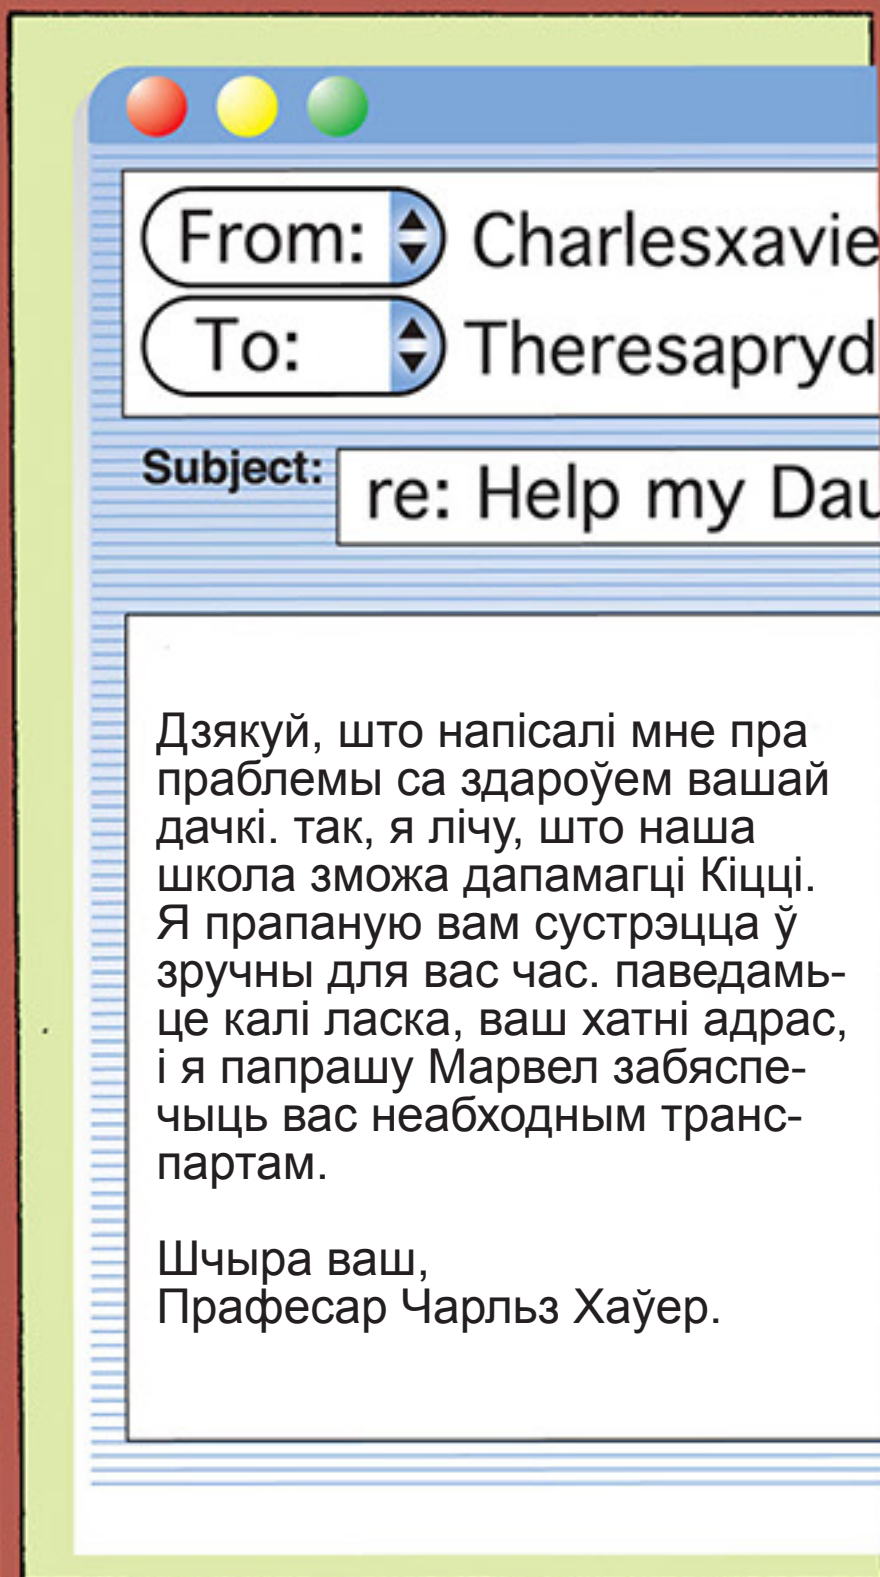 From: Charlesxavie
To: Theresapryd
Subject: re: Help my Dau
Дзякуй, што напісалі мне пра
праблемы са здароўем вашай
дачкі. так, я лічу, што наша
школа зможа дапамагці Кіцці.
Я прапаную вам сустрэцца ў
зручны для вас час. паведамь-
це калі ласка, ваш хатні адрас,
і я папрашу Марвел забяспе-
чыць вас неабходным транс-
партам.
Шчыра ваш,
Прафесар Чарльз Хаўер.